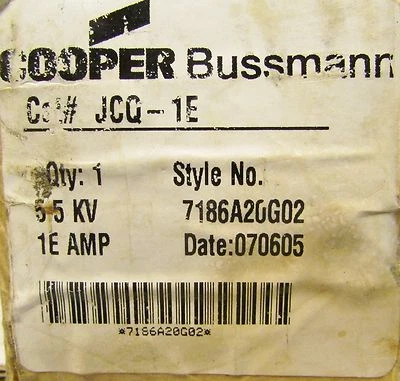 COOPER Bussmann
Cat# JCQ-1E
Qty: 1 Style No.
5.5 KV 7186A20G02
1E AMP Date:070605
*7186A20G02*